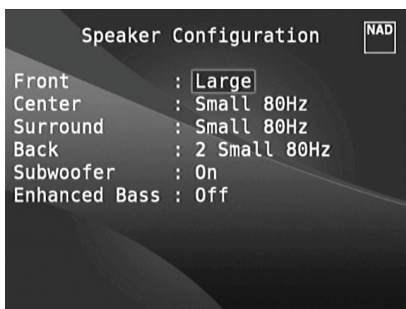 Speaker Configuration
NAD
Front : Large
Center : Small 80Hz
Surround : Small 80Hz
Back : 2 Small 80Hz
Subwoofer : On
Enhanced Bass : Off